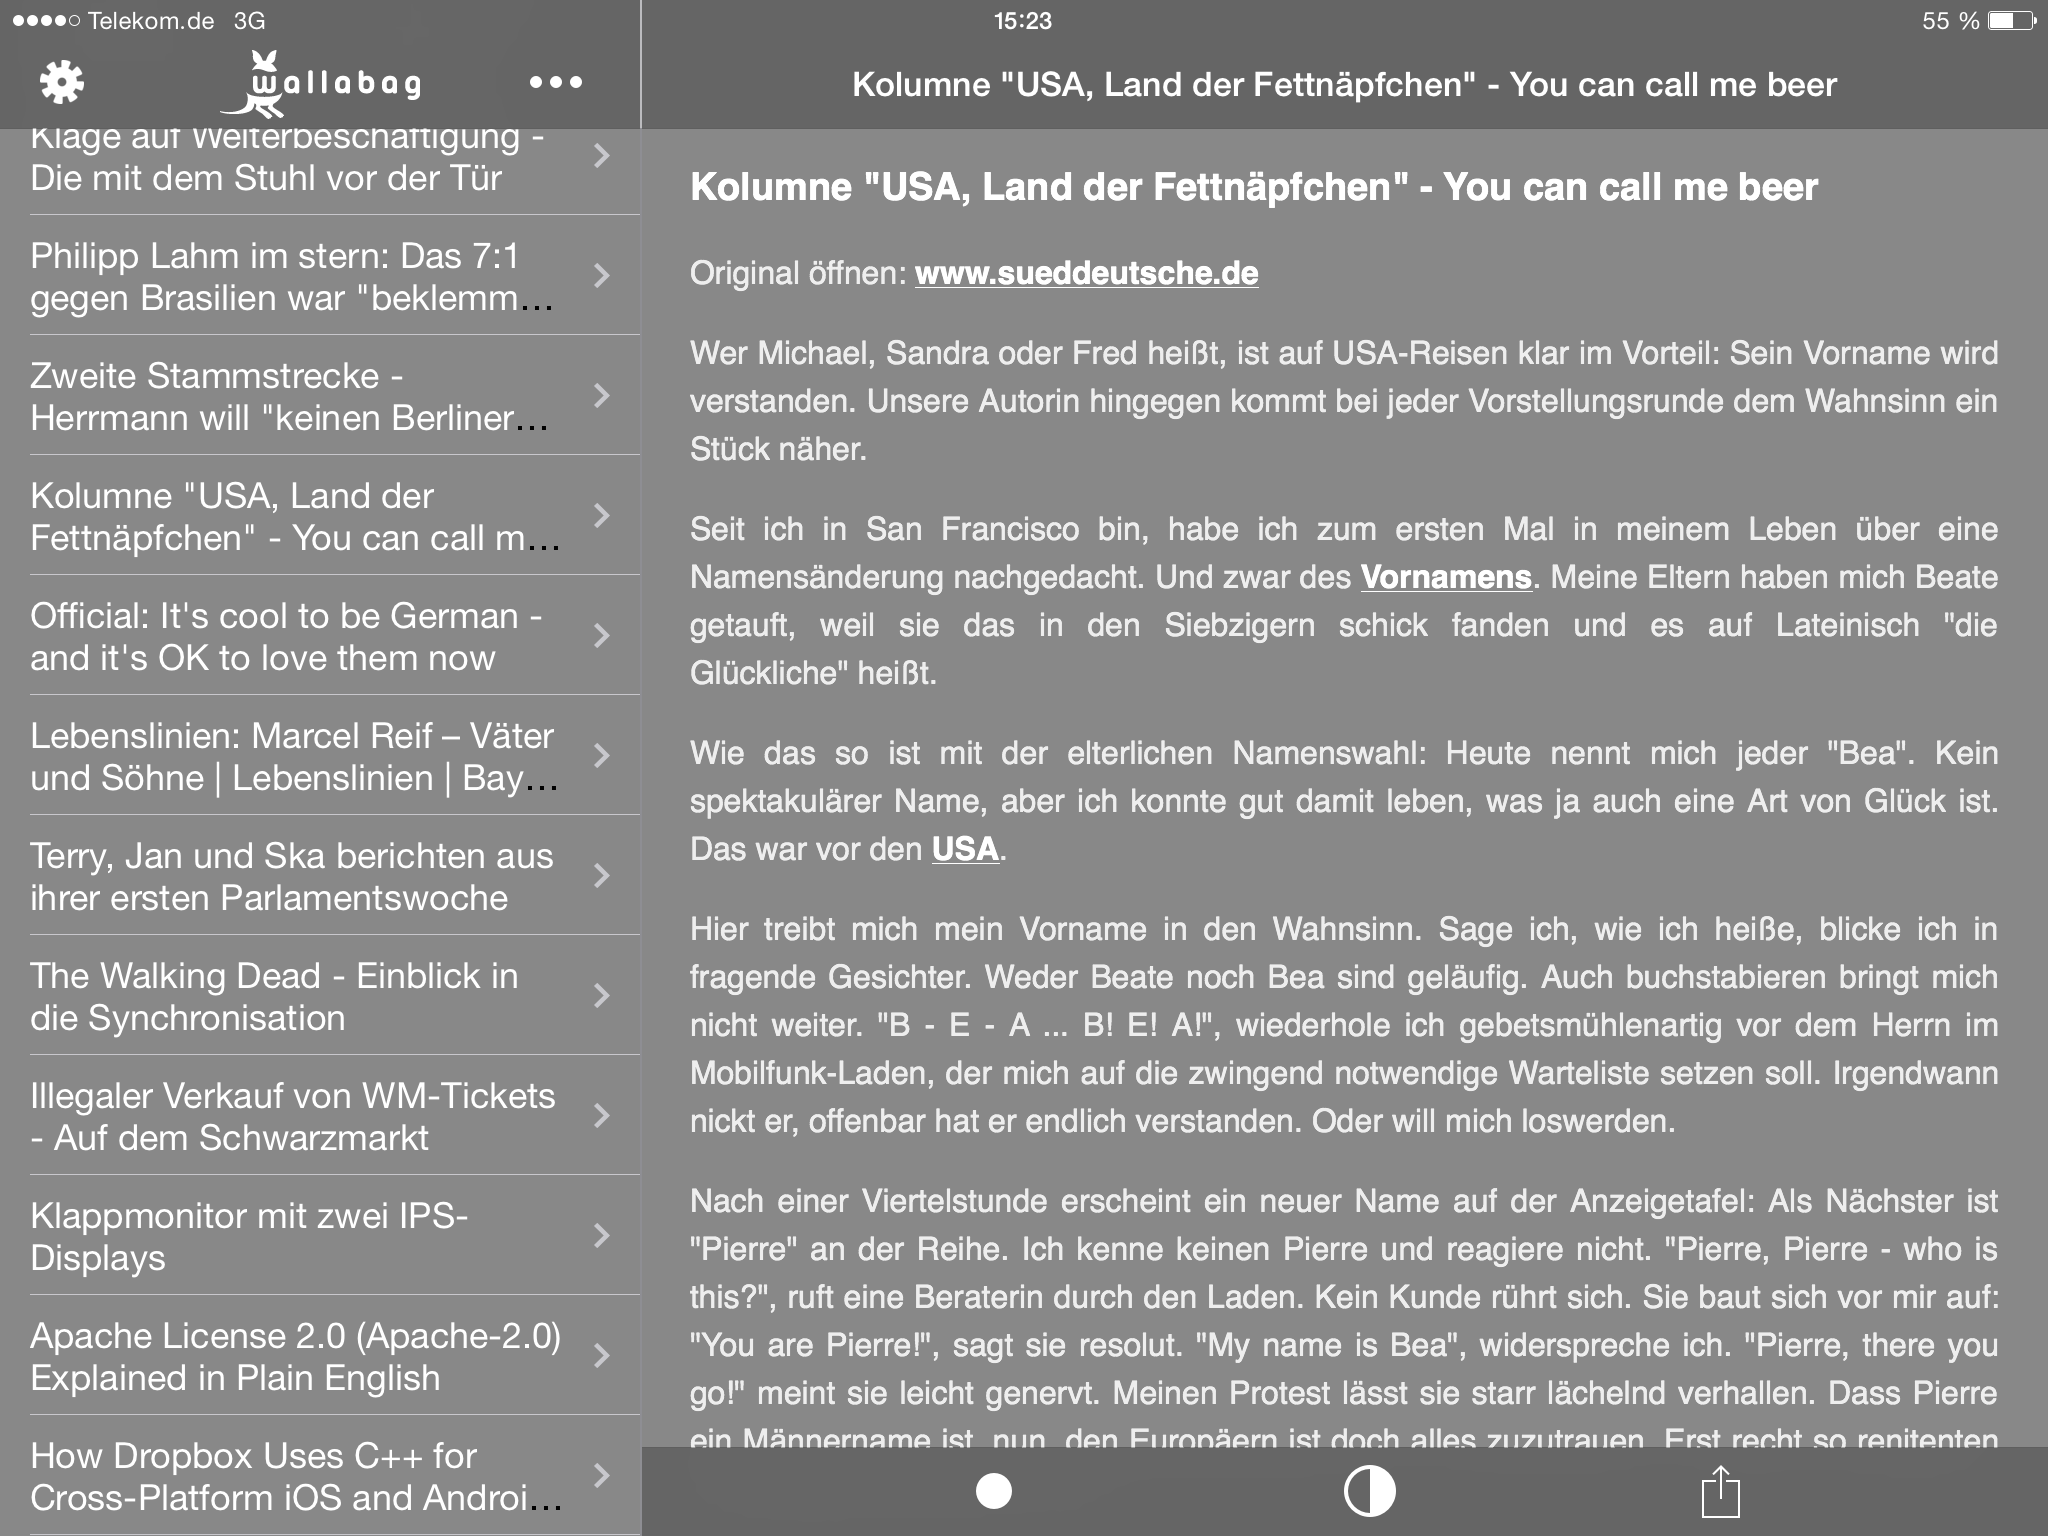 Telekom.de 3G
15:23
55 %
wallabag
Klage auf Weiterbeschäftigung -
Die mit dem Stuhl vor der Tür
Philipp Lahm im stern: Das 7:1
gegen Brasilien war "beklemm…
Zweite Stammstrecke -
Herrmann will "keinen Berliner…
Kolumne "USA, Land der
Fettnäpfchen" - You can call m…
Official: It's cool to be German -
and it's OK to love them now
Lebenslinien: Marcel Reif – Väter
und Söhne | Lebenslinien | Bay…
Terry, Jan und Ska berichten aus
ihrer ersten Parlamentswoche
The Walking Dead - Einblick in
die Synchronisation
Illegaler Verkauf von WM-Tickets
- Auf dem Schwarzmarkt
Klappmonitor mit zwei IPS-
Displays
Apache License 2.0 (Apache-2.0)
Explained in Plain English
How Dropbox Uses C++ for
Cross-Platform iOS and Androi…
Kolumne "USA, Land der Fettnäpfchen" - You can call me beer
Kolumne "USA, Land der Fettnäpfchen" - You can call me beer
Original öffnen: www.sueddeutsche.de
Wer Michael, Sandra oder Fred heißt, ist auf USA-Reisen klar im Vorteil: Sein Vorname wird
verstanden. Unsere Autorin hingegen kommt bei jeder Vorstellungsrunde dem Wahnsinn ein
Stück näher.
Seit ich in San Francisco bin, habe ich zum ersten Mal in meinem Leben über eine
Namensänderung nachgedacht. Und zwar des Vornamens. Meine Eltern haben mich Beate
getauft, weil sie das in den Siebzigern schick fanden und es auf Lateinisch "die
Glückliche" heißt.
Wie das so ist mit der elterlichen Namenswahl: Heute nennt mich jeder "Bea". Kein
spektakulärer Name, aber ich konnte gut damit leben, was ja auch eine Art von Glück ist.
Das war vor den USA.
Hier treibt mich mein Vorname in den Wahnsinn. Sage ich, wie ich heiße, blicke ich in
fragende Gesichter. Weder Beate noch Bea sind geläufig. Auch buchstabieren bringt mich
nicht weiter. "B - E - A ... B! E! A!", wiederhole ich gebetsmühlenartig vor dem Herrn im
Mobilfunk-Laden, der mich auf die zwingend notwendige Warteliste setzen soll. Irgendwann
nickt er, offenbar hat er endlich verstanden. Oder will mich loswerden.
Nach einer Viertelstunde erscheint ein neuer Name auf der Anzeigetafel: Als Nächster ist
"Pierre" an der Reihe. Ich kenne keinen Pierre und reagiere nicht. "Pierre, Pierre - who is
this?", ruft eine Beraterin durch den Laden. Kein Kunde rührt sich. Sie baut sich vor mir auf:
"You are Pierre!", sagt sie resolut. "My name is Bea", widerspreche ich. "Pierre, there you
go!" meint sie leicht genervt. Meinen Protest lässt sie starr lächelnd verhallen. Dass Pierre
ein Männername ist, nun, den Europäern ist doch alles zuzutrauen. Erst recht so renitenten